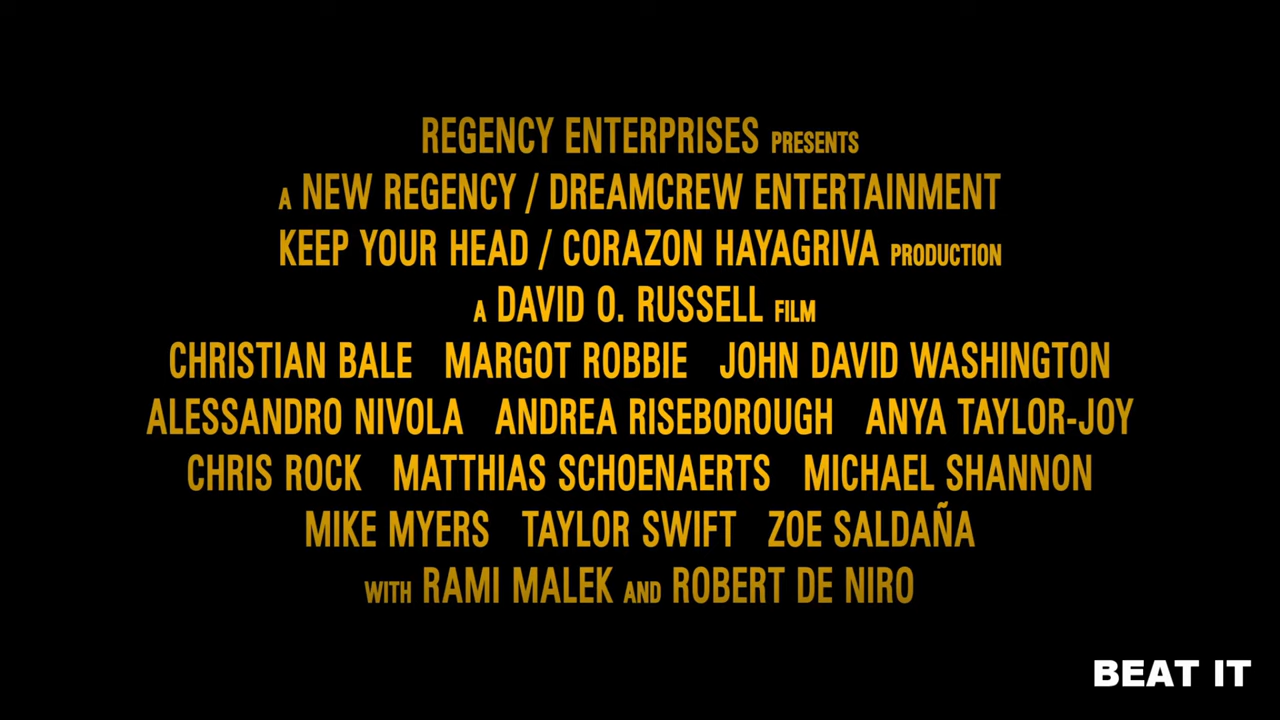 REGENCY ENTERPRISES PRESENTS
A NEW REGENCY / DREAMCREW ENTERTAINMENT
KEEP YOUR HEAD / CORAZON HAYAGRIVA PRODUCTION
A DAVID O. RUSSELL FILM
CHRISTIAN BALE MARGOT ROBBIE JOHN DAVID WASHINGTON
ALESSANDRO NIVOLA ANDREA RISEBOROUGH ANYA TAYLOR-JOY
CHRIS ROCK MATTHIAS SCHOENAERTS MICHAEL SHANNON
MIKE MYERS TAYLOR SWIFT ZOE SALDAÑA
WITH RAMI MALEK AND ROBERT DE NIRO
BEAT IT